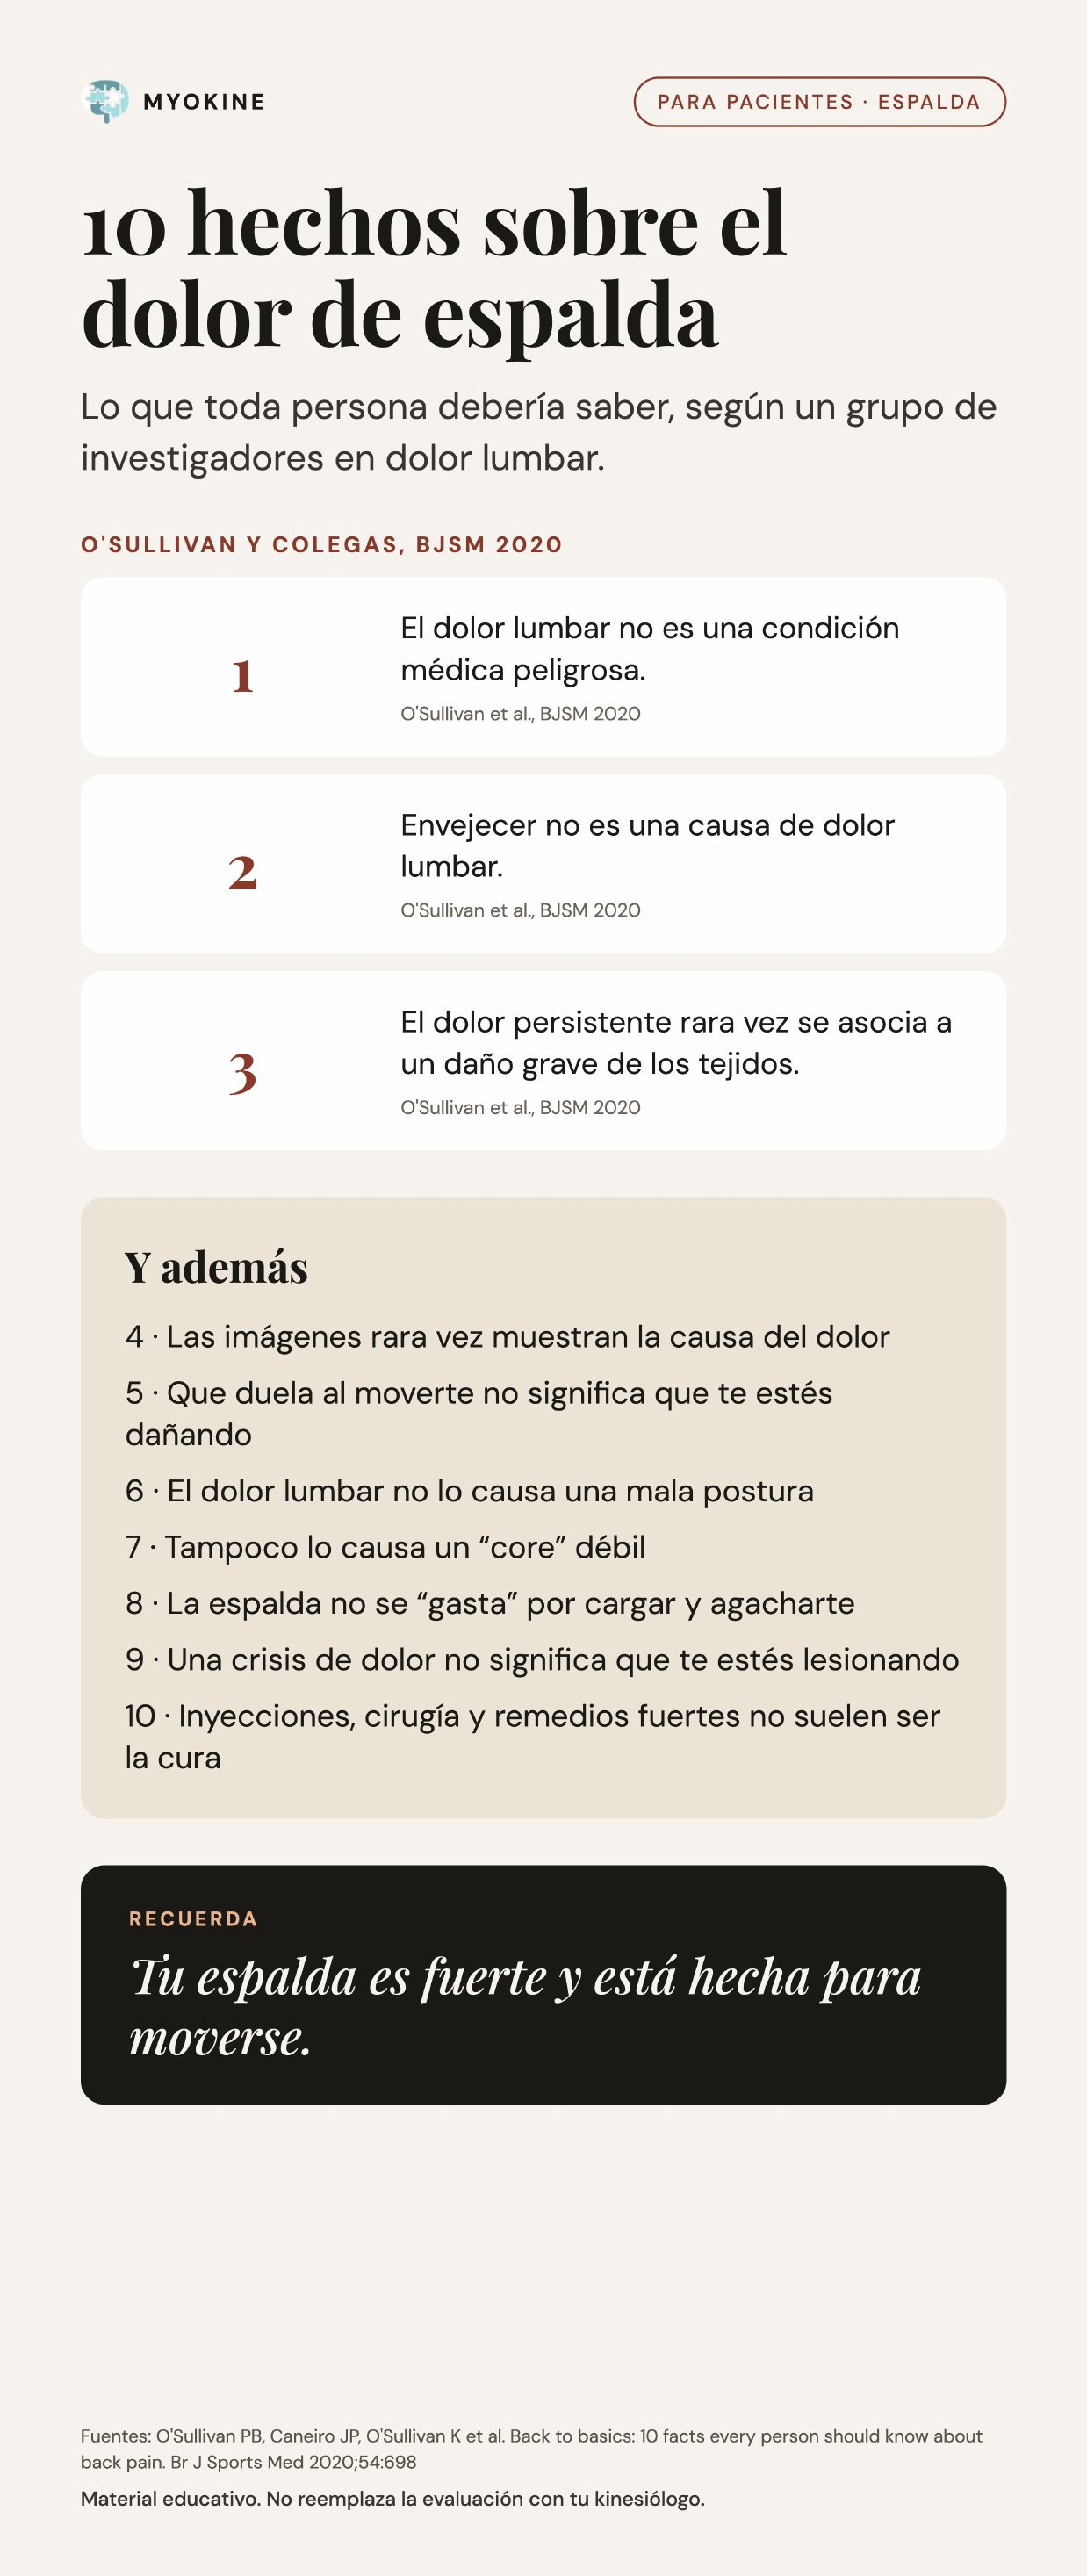 MYOKINE
PARA PACIENTES · ESPALDA
10 hechos sobre el
dolor de espalda
Lo que toda persona debería saber, según un grupo de
investigadores en dolor lumbar.
O'SULLIVAN Y COLEGAS, BJSM 2020
1
El dolor lumbar no es una condición
médica peligrosa.
O'Sullivan et al., BJSM 2020
2
Envejecer no es una causa de dolor
lumbar.
O'Sullivan et al., BJSM 2020
3
El dolor persistente rara vez se asocia a
un daño grave de los tejidos.
O'Sullivan et al., BJSM 2020
Y además
4 · Las imágenes rara vez muestran la causa del dolor
5 · Que duela al moverte no significa que te estés
dañando
6 · El dolor lumbar no lo causa una mala postura
7 · Tampoco lo causa un “core” débil
8 · La espalda no se “gasta” por cargar y agacharte
9 · Una crisis de dolor no significa que te estés lesionando
10 · Inyecciones, cirugía y remedios fuertes no suelen ser
la cura
RECUERDA
Tu espalda es fuerte y está hecha para
moverse.
Fuentes: O'Sullivan PB, Caneiro JP, O'Sullivan K et al. Back to basics: 10 facts every person should know about
back pain. Br J Sports Med 2020;54:698
Material educativo. No reemplaza la evaluación con tu kinesiólogo.